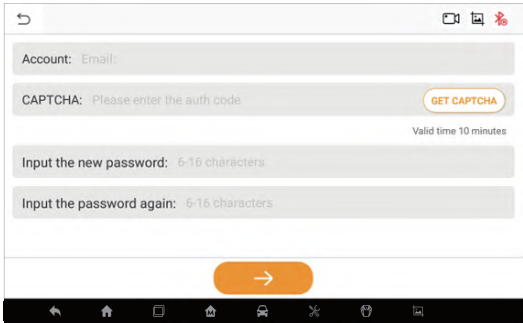 Account: Email:
CAPTCHA: Please enter the auth code GET CAPTCHA
Valid time 10 minutes
Input the new password: 6-16 characters
Input the password again: 6-16 characters